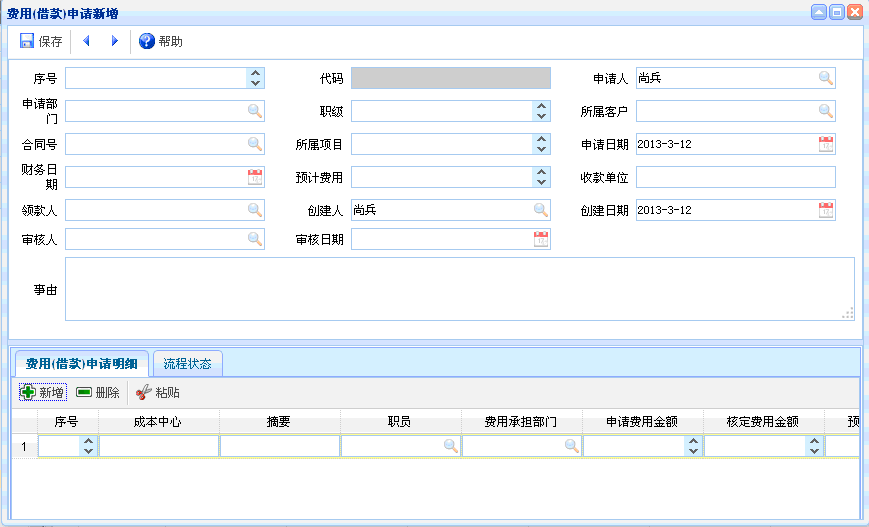 费用(借款)申请新增
保存 帮助
序号 代码 申请人 尚兵
申请部门 职级 所属客户
合同号 所属项目 申请日期 2013-3-12
财务日期 预计费用 收款单位
领款人 创建人 尚兵 创建日期 2013-3-12
审核人 审核日期
事由
费用(借款)申请明细 流程状态
新增 删除 粘贴
序号 成本中心 摘要 职员 费用承担部门 申请费用金额 核定费用金额 预
1